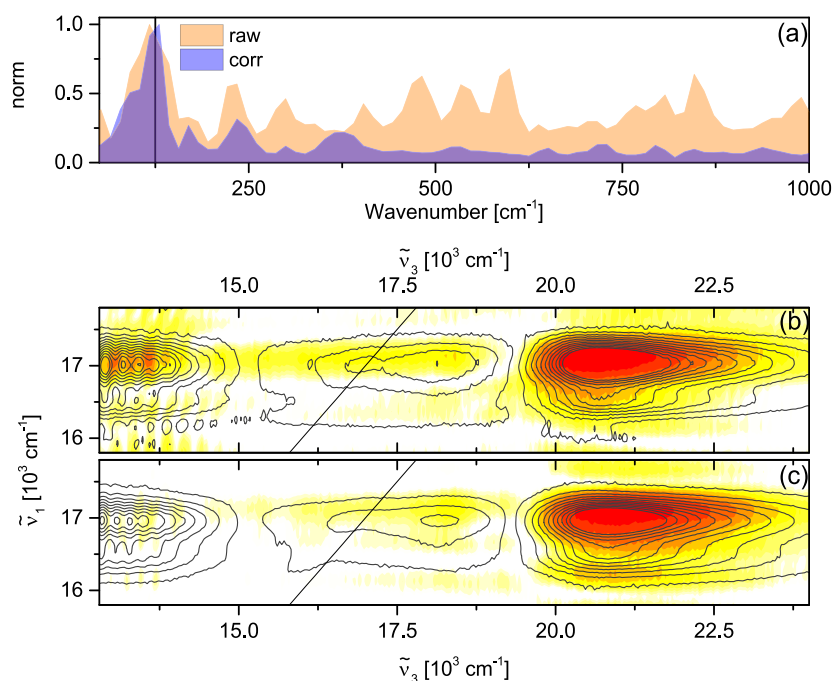 1.0
(a)
raw
corr
norm
0.5
0.0
250
500
750
1000
Wavenumber [cm⁻¹]
ν̃₃ [10³ cm⁻¹]
15.0
17.5
20.0
22.5
(b)
17
16
(c)
17
16
ν̃₁ [10³ cm⁻¹]
15.0
17.5
20.0
22.5
ν̃₃ [10³ cm⁻¹]